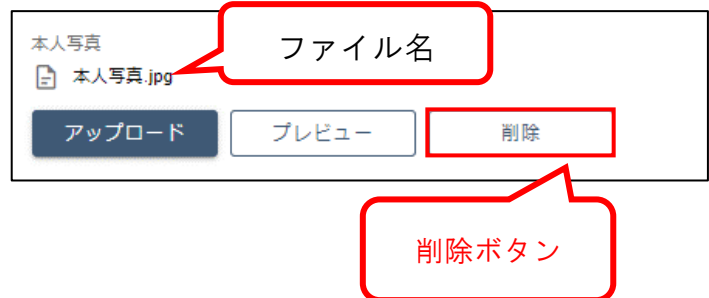 本人写真
ファイル名
本人写真.jpg
アップロード
プレビュー
削除
削除ボタン